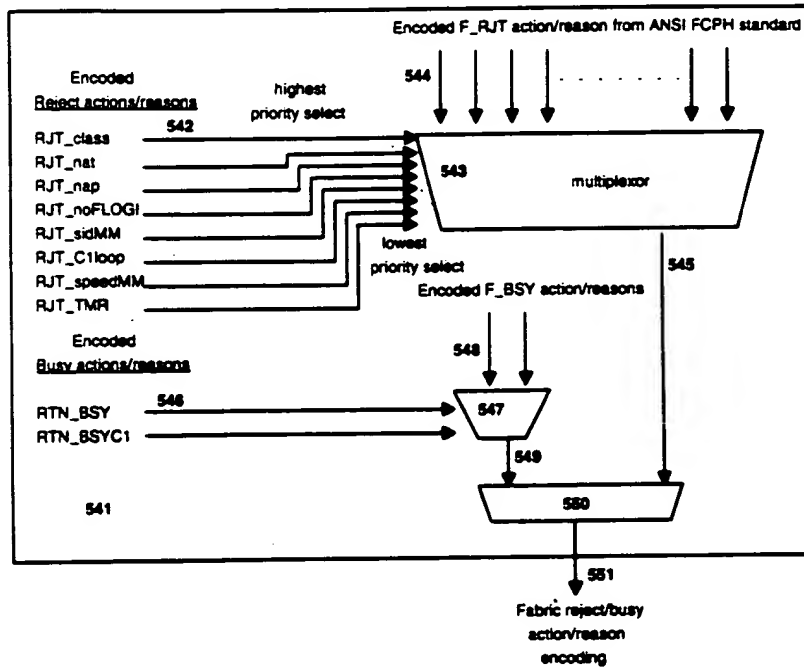 Encoded F_RJT action/reason from ANSI FCPH standard
544
Encoded
Reject actions/reasons
highest
priority select
542
RJT_class
RJT_nat
RJT_nap
RJT_noFLOGI
RJT_sidMM
RJT_C1loop
RJT_speedMM
RJT_TMR
543
multiplexor
lowest
priority select
545
Encoded F_BSY action/reasons
548
Encoded
Busy actions/reasons
546
RTN_BSY
RTN_BSYC1
547
549
541
550
551
Fabric reject/busy
action/reason
encoding